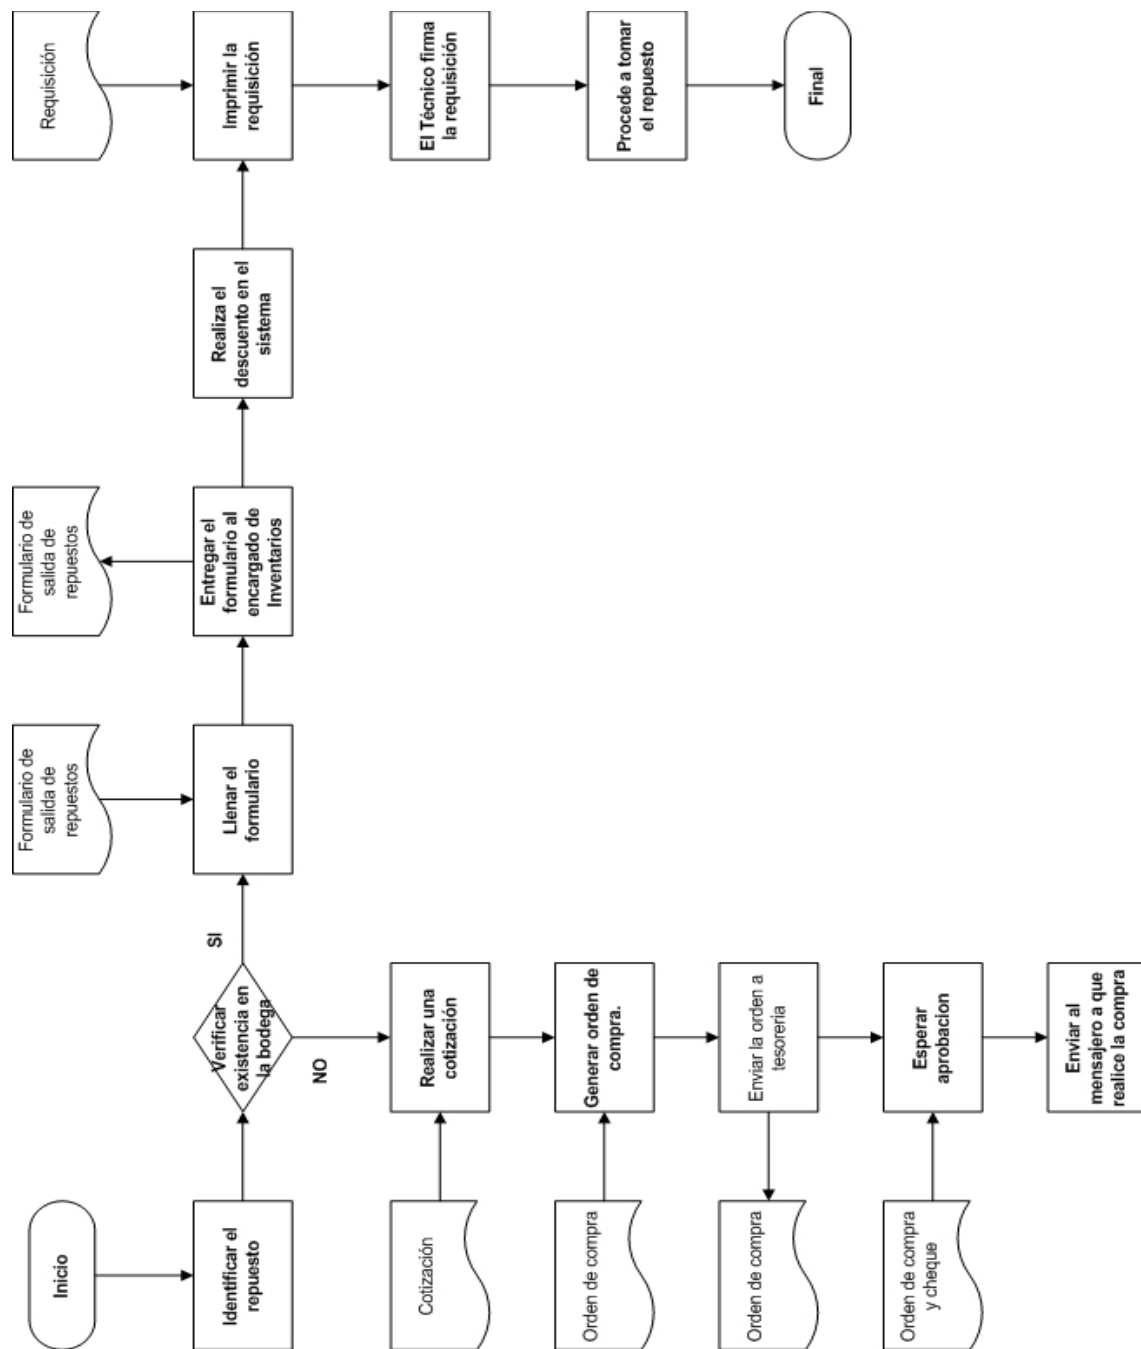 Inicio
Identificar el
repuesto
Verificar
existencia en
la bodega
SI
NO
Formulario de
salida de
repuestos
Llenar el
formulario
Formulario de
salida de
repuestos
Entregar el
formulario al
encargado de
Inventarios
Realiza el
descuento en el
sistema
Requisición
Imprimir la
requisición
El Técnico firma
la requisición
Procede a tomar
el repuesto
Final
Cotización
Realizar una
cotización
Orden de compra
Generar orden de
compra.
Orden de compra
Enviar la orden a
tesoreria
Orden de compra
y cheque
Esperar
aprobacion
Enviar al
mensajero a que
realice la compra